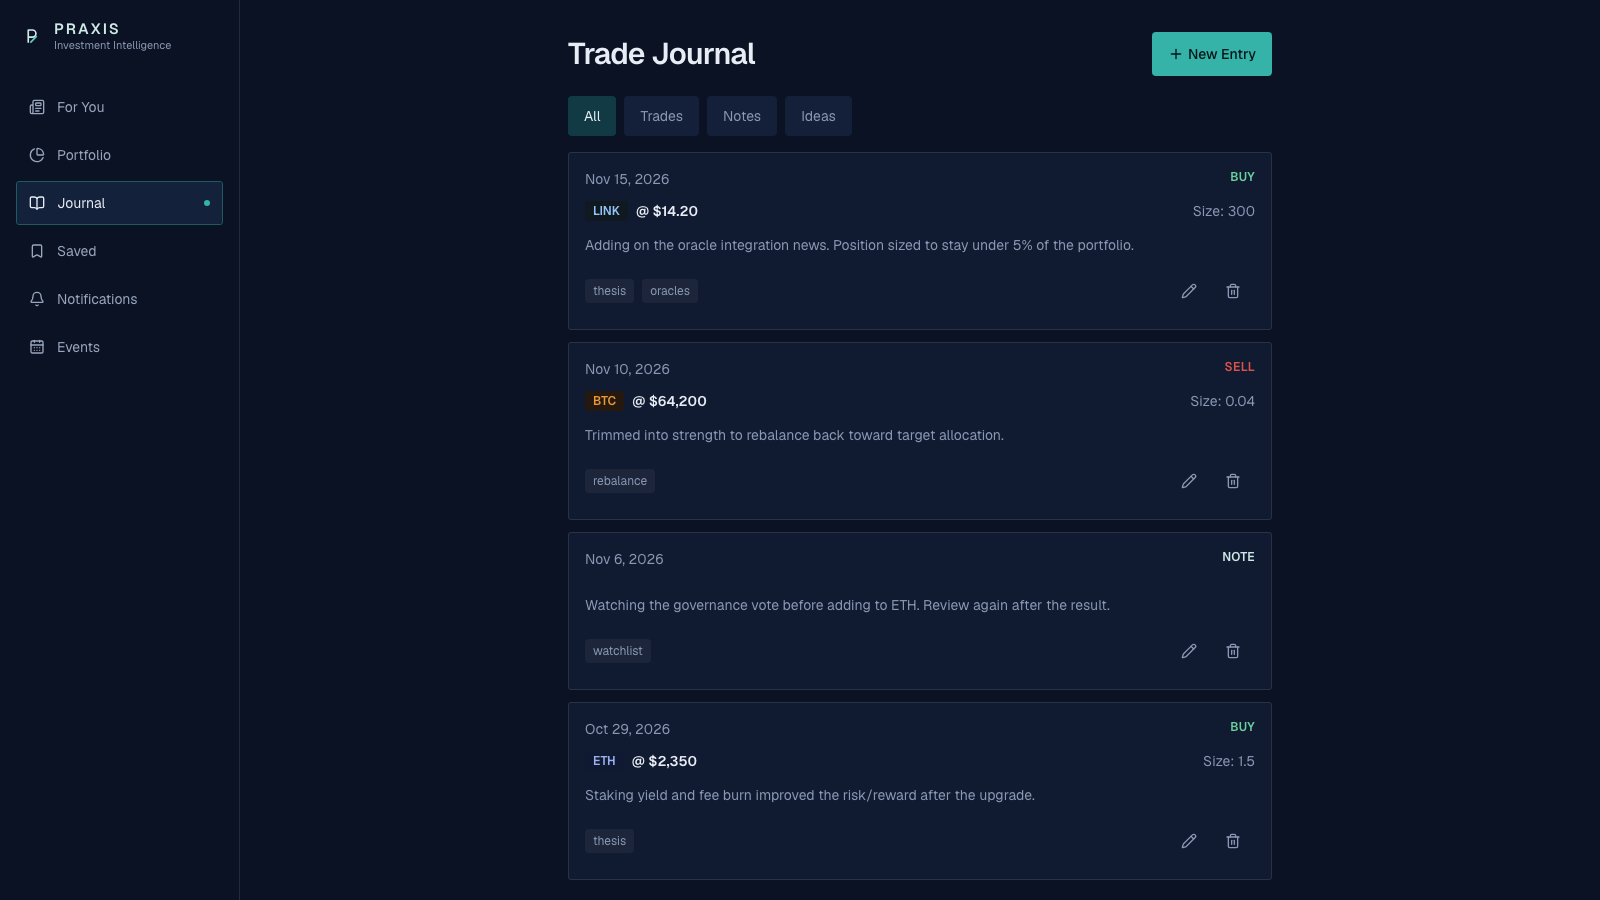 PRAXIS
Investment Intelligence
For You
Portfolio
Journal
Saved
Notifications
Events
Trade Journal
New Entry
All Trades Notes Ideas
Nov 15, 2026 BUY
LINK @ $14.20 Size: 300
Adding on the oracle integration news. Position sized to stay under 5% of the portfolio.
thesis oracles
Nov 10, 2026 SELL
BTC @ $64,200 Size: 0.04
Trimmed into strength to rebalance back toward target allocation.
rebalance
Nov 6, 2026 NOTE
Watching the governance vote before adding to ETH. Review again after the result.
watchlist
Oct 29, 2026 BUY
ETH @ $2,350 Size: 1.5
Staking yield and fee burn improved the risk/reward after the upgrade.
thesis